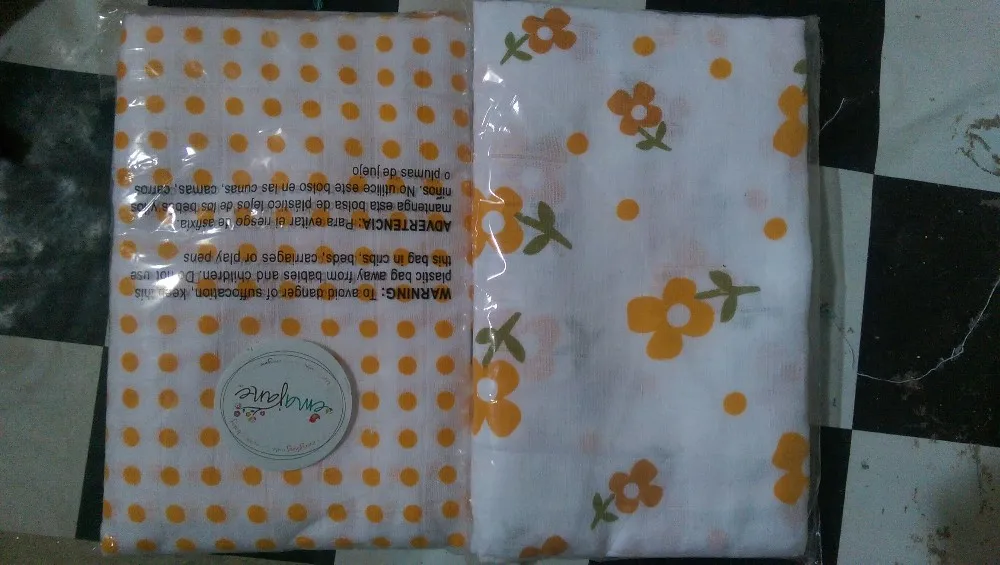 WARNING: To avoid danger of suffocation, keep this
plastic bag away from babies and children. Do not use
this bag in cribs, beds, carriages or play pens
ADVERTENCIA: Para evitar el riesgo de asfixia
mantenga esta bolsa de plástico lejos de los bebés y los
niños. No utilice este bolso en las cunas, camas, carros
o plumas de juejo
emajane